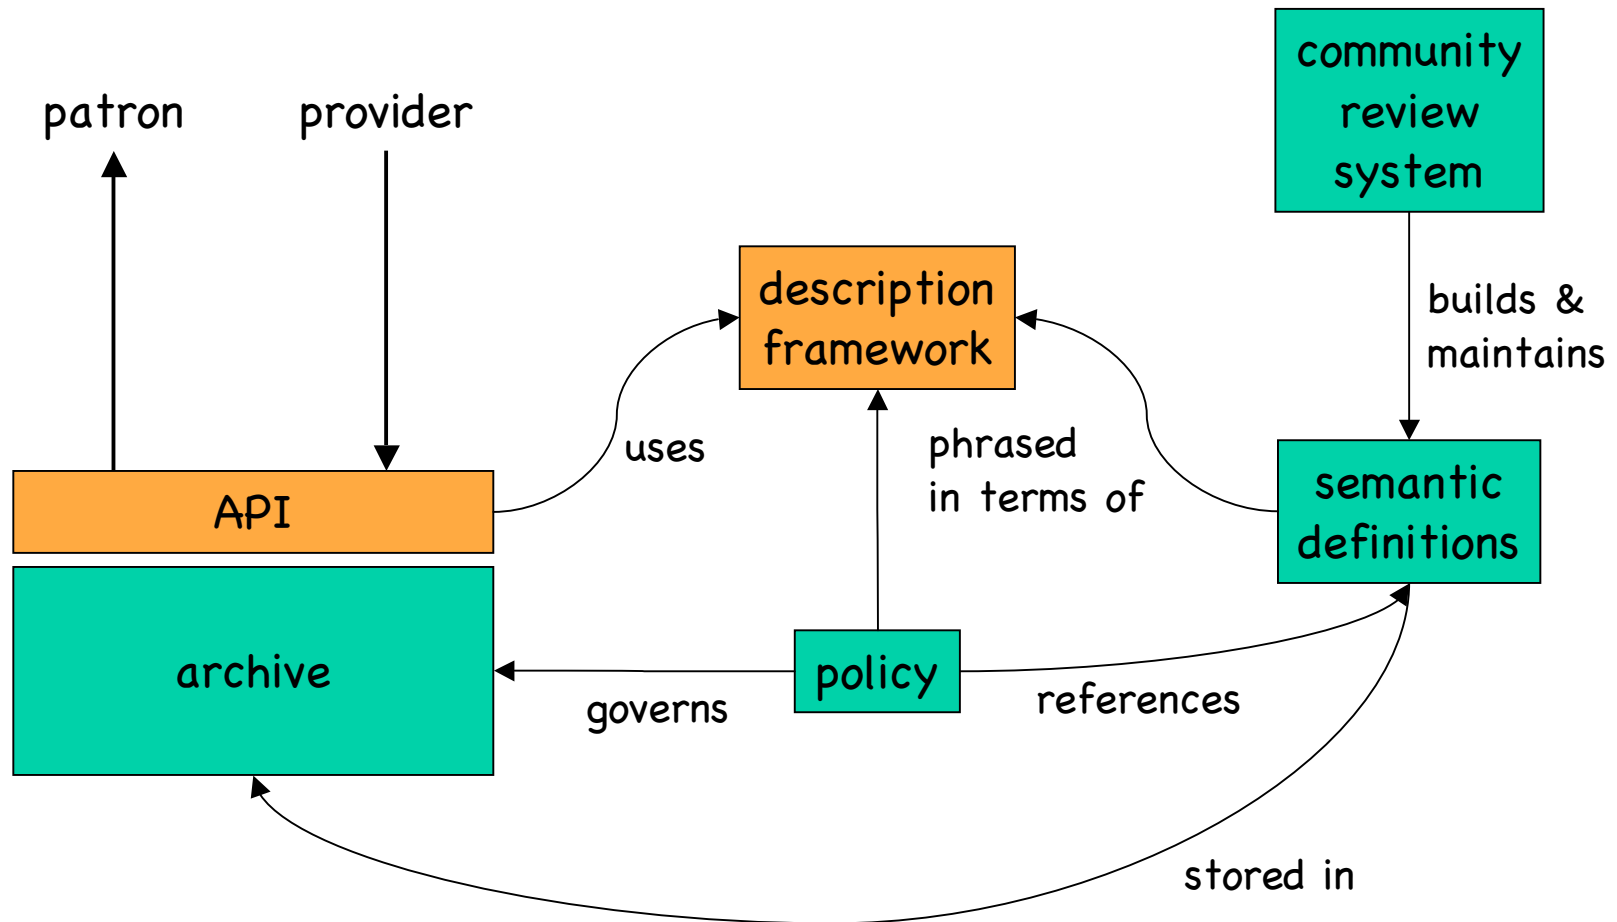 patron
provider
community
review
system
description
framework
builds &
maintains
uses
phrased
in terms of
API
semantic
definitions
archive
policy
governs
references
stored in